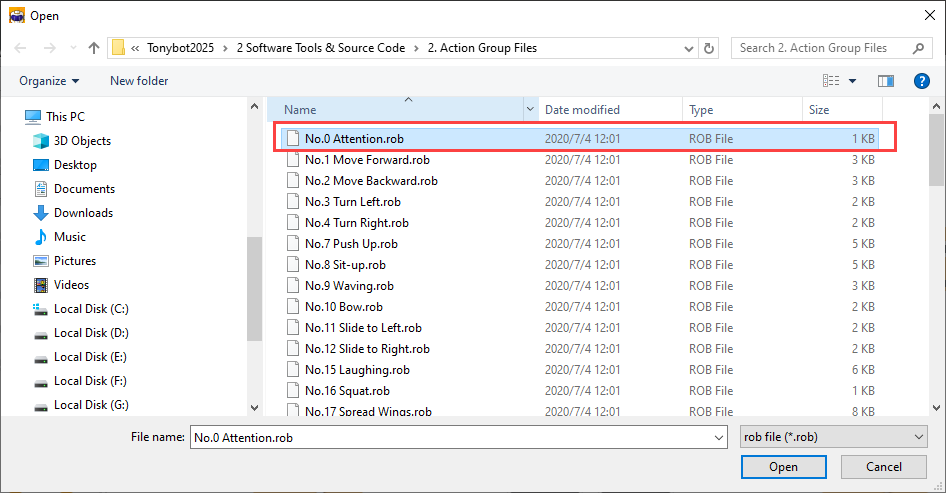 Open
« Tonybot2025 › 2 Software Tools & Source Code › 2. Action Group Files
Search 2. Action Group Files
Organize New folder
This PC
3D Objects
Desktop
Documents
Downloads
Music
Pictures
Videos
Local Disk (C:)
Local Disk (D:)
Local Disk (E:)
Local Disk (F:)
Local Disk (G:)
Name Date modified Type Size
No.0 Attention.rob 2020/7/4 12:01 ROB File 1 KB
No.1 Move Forward.rob 2020/7/4 12:01 ROB File 3 KB
No.2 Move Backward.rob 2020/7/4 12:01 ROB File 3 KB
No.3 Turn Left.rob 2020/7/4 12:01 ROB File 2 KB
No.4 Turn Right.rob 2020/7/4 12:01 ROB File 2 KB
No.7 Push Up.rob 2020/7/4 12:01 ROB File 5 KB
No.8 Sit-up.rob 2020/7/4 12:01 ROB File 5 KB
No.9 Waving.rob 2020/7/4 12:01 ROB File 3 KB
No.10 Bow.rob 2020/7/4 12:01 ROB File 2 KB
No.11 Slide to Left.rob 2020/7/4 12:01 ROB File 2 KB
No.12 Slide to Right.rob 2020/7/4 12:01 ROB File 2 KB
No.15 Laughing.rob 2020/7/4 12:01 ROB File 6 KB
No.16 Squat.rob 2020/7/4 12:01 ROB File 1 KB
No.17 Spread Wings.rob 2020/7/4 12:01 ROB File 8 KB
File name: No.0 Attention.rob rob file (*.rob)
Open Cancel